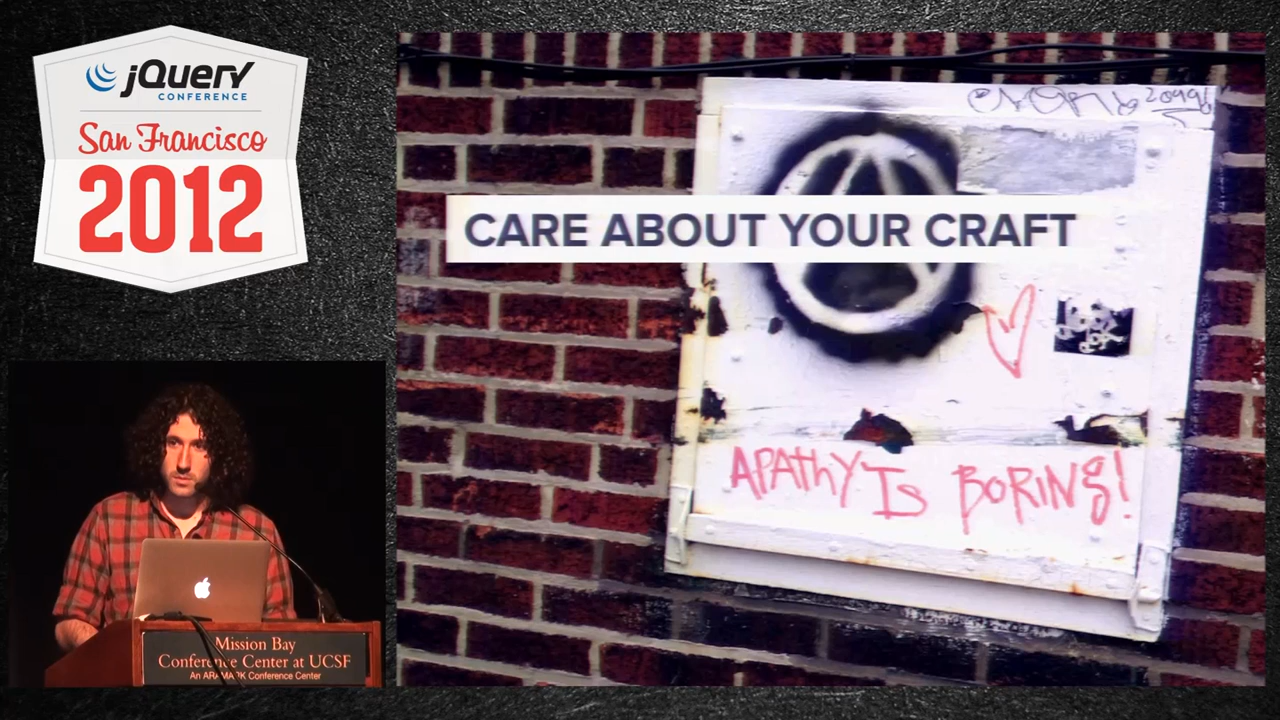 jQuery
CONFERENCE
San Francisco
2012
CARE ABOUT YOUR CRAFT
APATHY IS BORING!
Mission Bay
Conference Center at UCSF
An ARAMARK Conference Center